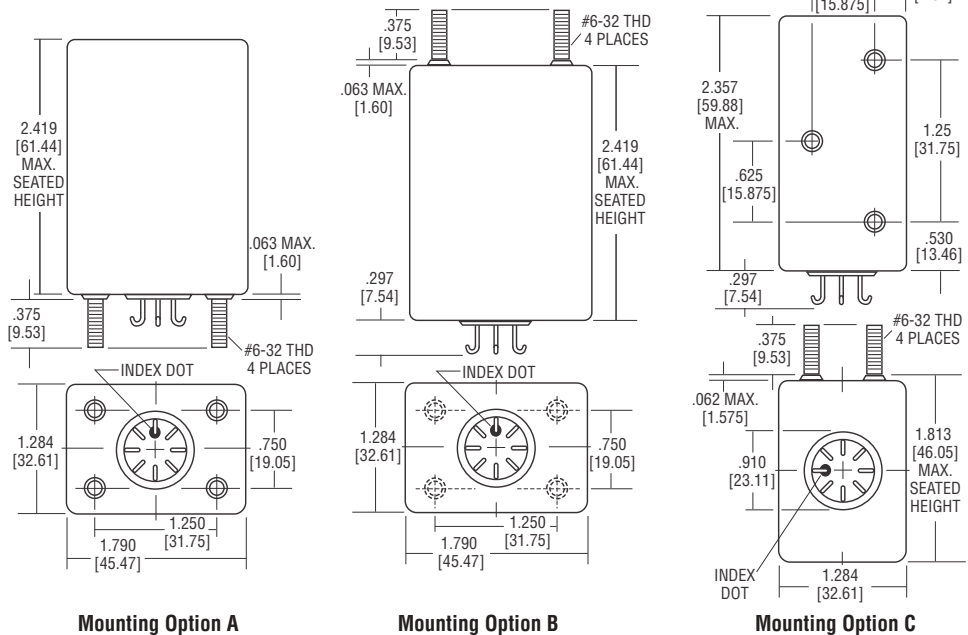 2.419
[61.44]
MAX.
SEATED
HEIGHT
.063 MAX.
[1.60]
.375
[9.53]
#6-32 THD
4 PLACES
INDEX DOT
1.284
[32.61]
.750
[19.05]
1.250
[31.75]
1.790
[45.47]
Mounting Option A
.375
[9.53]
#6-32 THD
4 PLACES
.063 MAX.
[1.60]
2.419
[61.44]
MAX.
SEATED
HEIGHT
.297
[7.54]
INDEX DOT
1.284
[32.61]
.750
[19.05]
1.250
[31.75]
1.790
[45.47]
Mounting Option B
[15.875]
2.357
[59.88]
MAX.
1.25
[31.75]
.625
[15.875]
.530
[13.46]
.297
[7.54]
.375
[9.53]
#6-32 THD
4 PLACES
.062 MAX.
[1.575]
.910
[23.11]
1.813
[46.05]
MAX.
SEATED
HEIGHT
INDEX
DOT
1.284
[32.61]
Mounting Option C